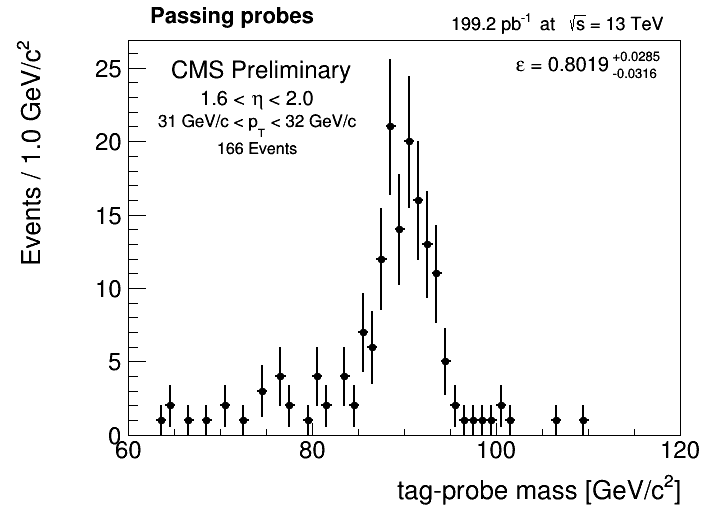 Passing probes
199.2 pb⁻¹ at √s = 13 TeV
CMS Preliminary
1.6 < η < 2.0
31 GeV/c < p_T < 32 GeV/c
166 Events
ε = 0.8019 +0.0285 -0.0316
Events / 1.0 GeV/c²
25
20
15
10
5
0
60 80 100 120
tag-probe mass [GeV/c²]